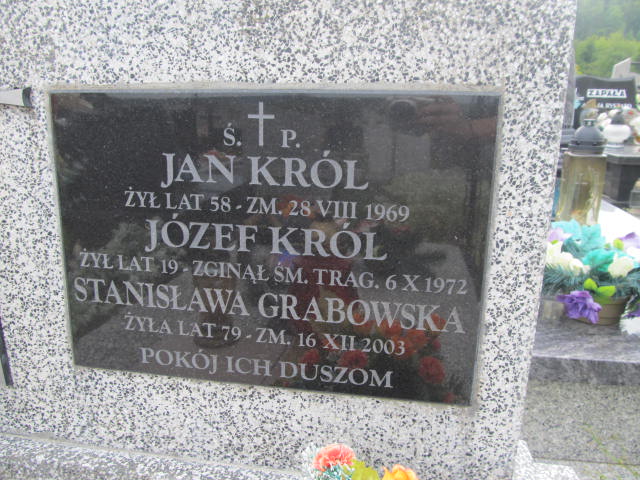 Ś. P.
JAN KRÓL
ŻYŁ LAT 58 - ZM. 28 VIII 1969
JÓZEF KRÓL
ŻYŁ LAT 19 - ZGINĄŁ ŚM. TRAG. 6 X 1972
STANISŁAWA GRABOWSKA
ŻYŁA LAT 79 - ZM. 16 XII 2003
POKÓJ ICH DUSZOM
ZAPAŁA